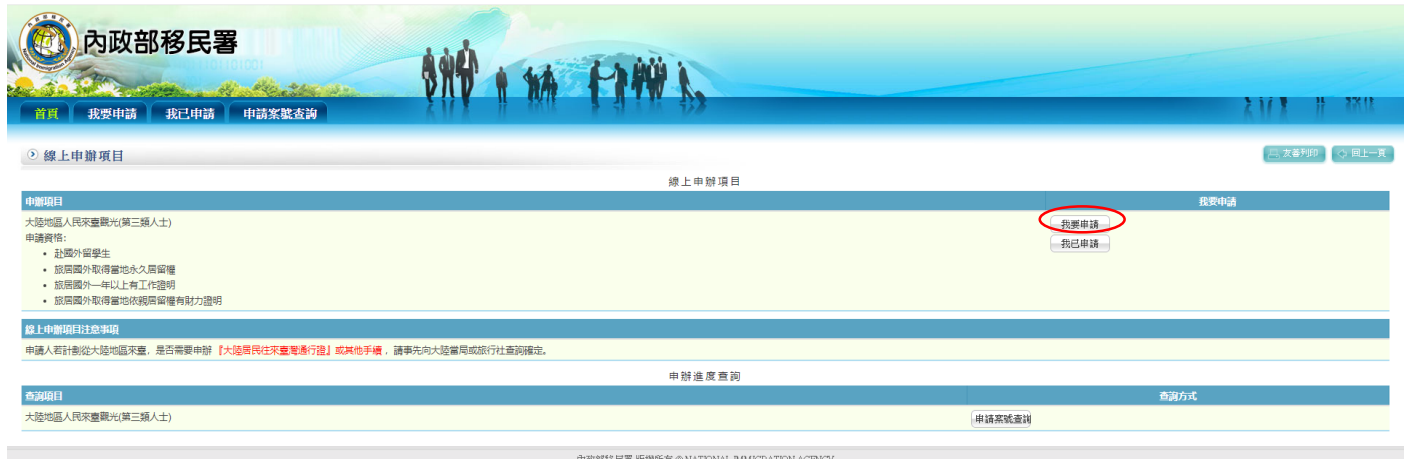 內政部移民署
首頁 我要申請 我已申請 申請案號查詢
線上申辦項目
友善列印 回上一頁
線上申辦項目
申辦項目 我要申請
大陸地區人民來臺觀光(第三類人士)
我要申請
申請資格:
我已申請
• 赴國外留學生
• 旅居國外取得當地永久居留權
• 旅居國外一年以上有工作證明
• 旅居國外取得當地依親居留權有財力證明
線上申辦項目注意事項
申請人若計劃從大陸地區來臺，是否需要申辦『大陸居民往來臺灣通行證』或其他手續，請事先向大陸當局或旅行社查詢確定。
申辦進度查詢
查詢項目 查詢方式
大陸地區人民來臺觀光(第三類人士) 申請案號查詢